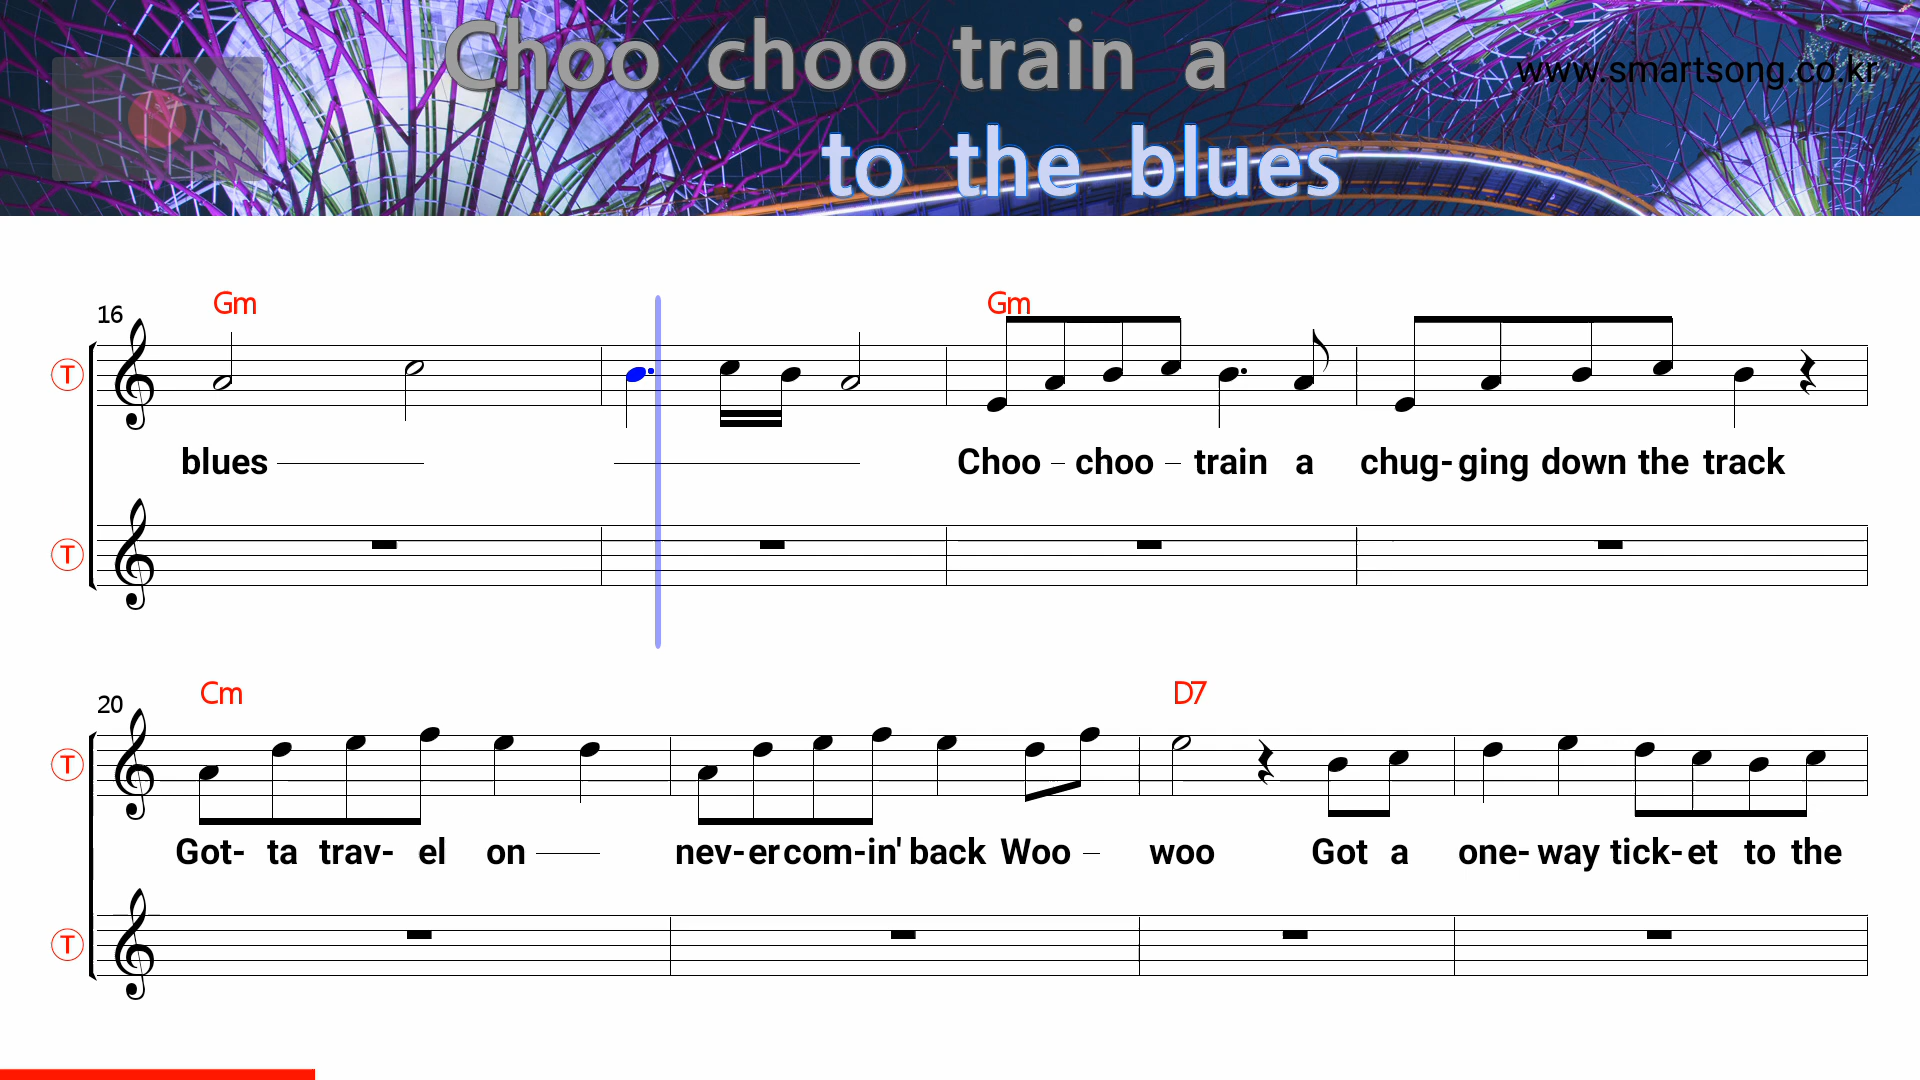 Choo choo train a
www.smartsong.co.kr
to the blues
Gm Gm
16
T
blues Choo - choo - train a chug- ging down the track
T
Cm D7
20
T
Got- ta trav- el on nev- er com- in' back Woo - woo Got a one- way tick- et to the
T